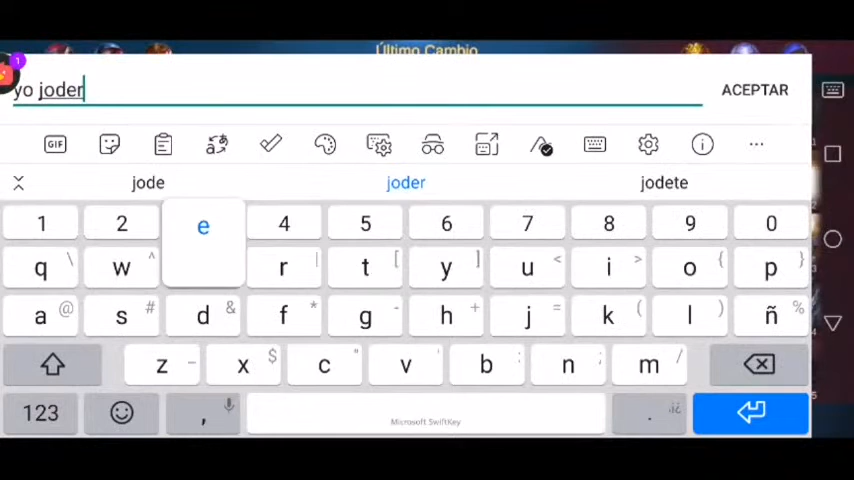 Último Cambio
1
yo joder
ACEPTAR
GIF
jode joder jodete
1 2 e 4 5 6 7 8 9 0
q \ w ^ r | t [ y ] u < i > o { p }
a @ s # d & f * g - h + j = k ( l ) ñ %
z _ x $ c " v ' b : n ; m /
123 , Microsoft SwiftKey . ¡¿